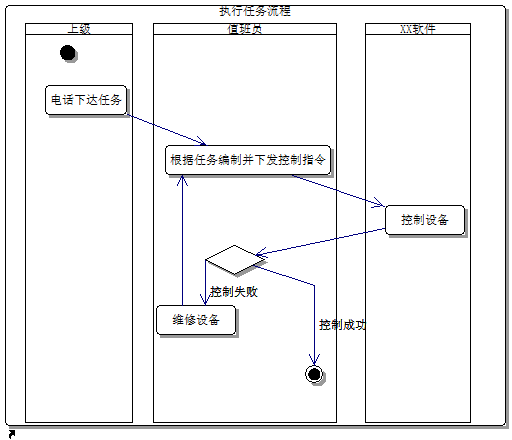 执行任务流程
上级
值班员
XX软件
电话下达任务
根据任务编制并下发控制指令
控制设备
控制失败
维修设备
控制成功